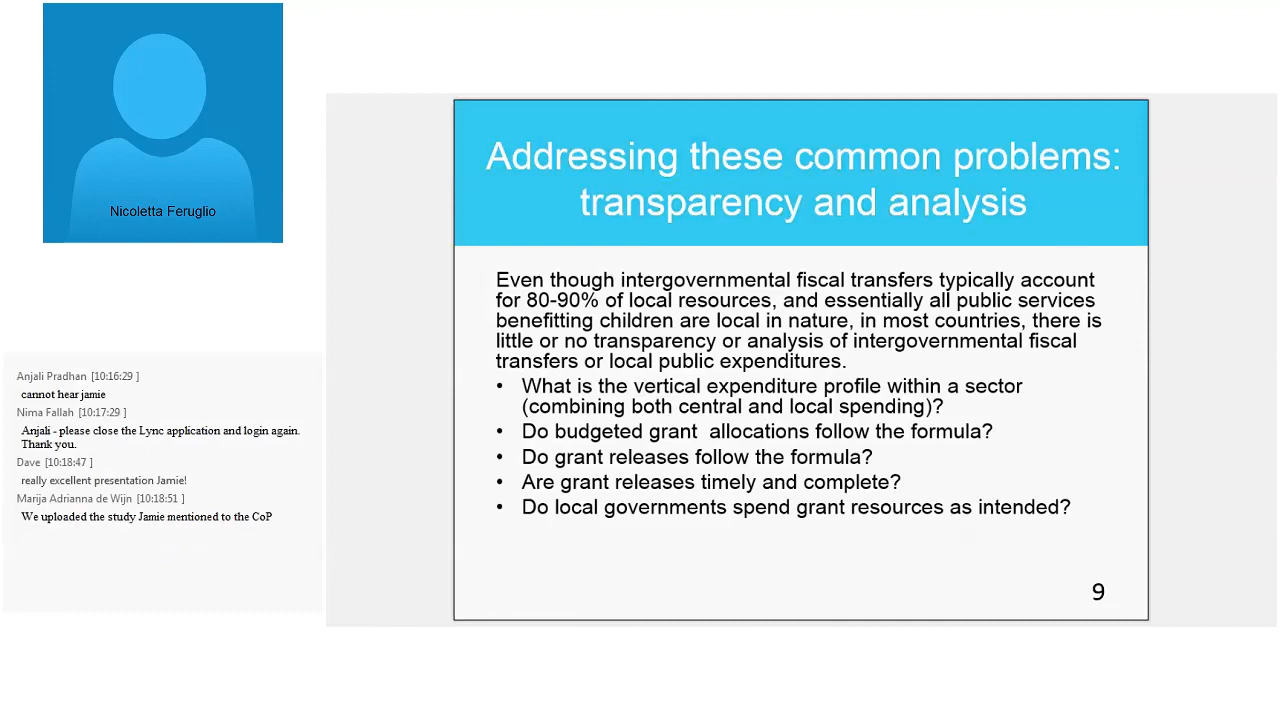 Nicoletta Feruglio
Anjali Pradhan [10:16:29 ]
cannot hear jamie
Nima Fallah [10:17:29 ]
Anjali - please close the Lync application and login again.
Thank you.
Dave [10:18:47 ]
really excellent presentation Jamie!
Marija Adrianna de Wijn [10:18:51 ]
We uploaded the study Jamie mentioned to the CoP
Addressing these common problems:
transparency and analysis
Even though intergovernmental fiscal transfers typically account
for 80-90% of local resources, and essentially all public services
benefitting children are local in nature, in most countries, there is
little or no transparency or analysis of intergovernmental fiscal
transfers or local public expenditures.
• What is the vertical expenditure profile within a sector
(combining both central and local spending)?
• Do budgeted grant  allocations follow the formula?
• Do grant releases follow the formula?
• Are grant releases timely and complete?
• Do local governments spend grant resources as intended?
9